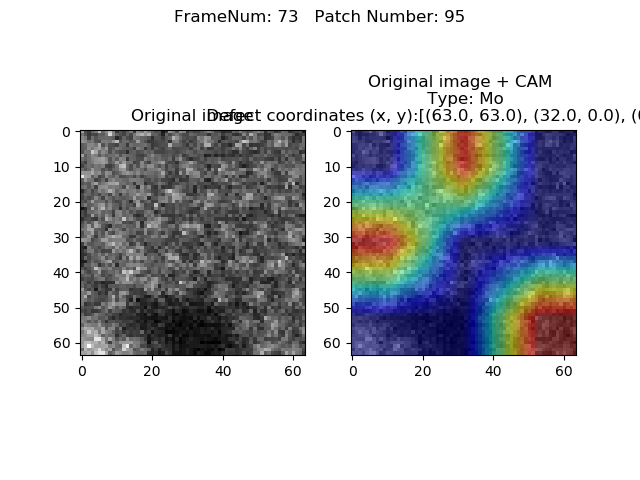 FrameNum: 73   Patch Number: 95
Original image + CAM
Type: Mo
Original image
Defect coordinates (x, y):[(63.0, 63.0), (32.0, 0.0), (
0
10
20
30
40
50
60
0 20 40 60
0
10
20
30
40
50
60
0 20 40 60